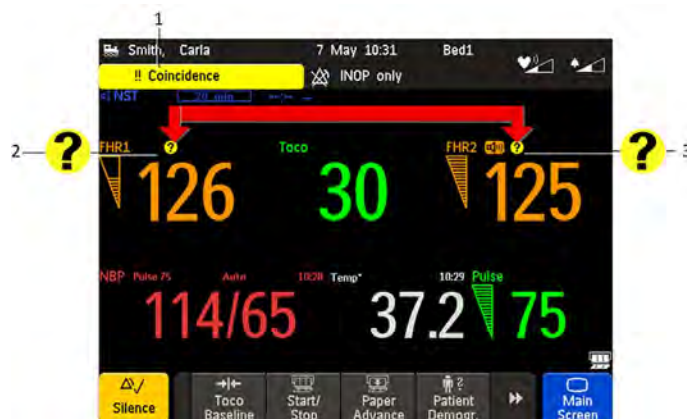 1
Smith, Carla 7 May 10:31 Bed1
!! Coincidence INOP only
NST 20 min
2 ? ? ? ? 3
FHR1 Toco FHR2
126 30 125
NBP Pulse 75 Auto 10:28 Temp° 10:29 Pulse
114/65 37.2 75
Silence Toco Baseline Start/ Stop Paper Advance Patient Demogr. Main Screen